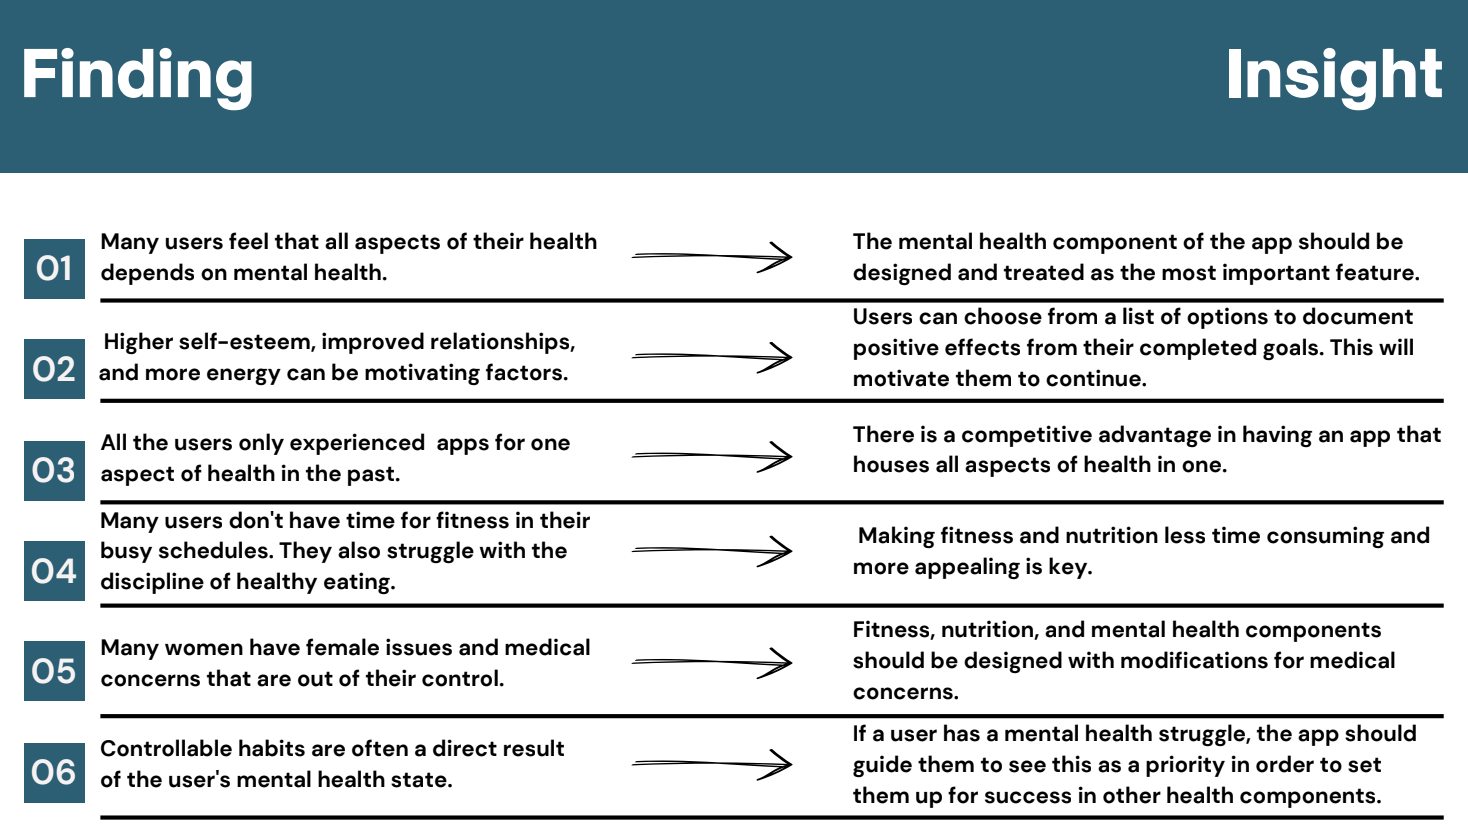 Finding
Insight
01
Many users feel that all aspects of their health
depends on mental health.
The mental health component of the app should be
designed and treated as the most important feature.
02
Higher self-esteem, improved relationships,
and more energy can be motivating factors.
Users can choose from a list of options to document
positive effects from their completed goals. This will
motivate them to continue.
03
All the users only experienced  apps for one
aspect of health in the past.
There is a competitive advantage in having an app that
houses all aspects of health in one.
04
Many users don't have time for fitness in their
busy schedules. They also struggle with the
discipline of healthy eating.
Making fitness and nutrition less time consuming and
more appealing is key.
05
Many women have female issues and medical
concerns that are out of their control.
Fitness, nutrition, and mental health components
should be designed with modifications for medical
concerns.
06
Controllable habits are often a direct result
of the user's mental health state.
If a user has a mental health struggle, the app should
guide them to see this as a priority in order to set
them up for success in other health components.